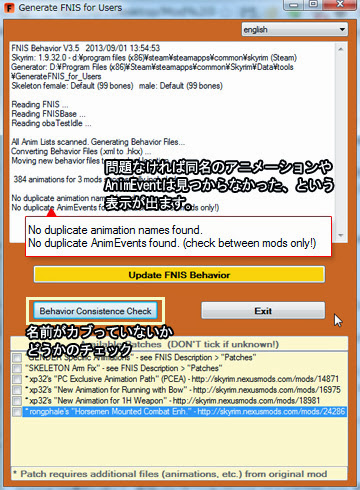 Generate FNIS for Users
english
FNIS Behavior V3.5   2013/09/01 13:54:53
Skyrim: 1.9.32.0 - d:¥program files (x86)¥steam¥steamapps¥common¥skyrim (Steam)
Generator: D:¥Program Files (x86)¥Steam¥SteamApps¥common¥Skyrim¥Data¥tools
¥GenerateFNIS_for_Users
Skeleton female: Default (99 bones)   male: Default (99 bones)
Reading FNIS ...
Reading FNISBase ...
Reading obaTestIdle ...
All Anim Lists scanned. Generating Behavior Files...
Converting Behavior Files (.xml to .hkx) ...
Moving new behavior files to
384 animations for 3 mods
問題なければ同名のアニメーションや
AnimEventは見つからなかった、という
表示が出ます。
No duplicate animation names
No duplicate AnimEvents mods only!)
No duplicate animation names found.
No duplicate AnimEvents found. (check between mods only!)
Update FNIS Behavior
Behavior Consistence Check
Exit
名前がカブッていないか
どうかのチェック
Patches  (DON'T tick if unknown!)
"GENDER Specific Animations" - see FNIS Description > "Patches"
"SKELETON Arm Fix" - see FNIS Description > "Patches"
* xp32's "PC Exclusive Animation Path" (PCEA) - http://skyrim.nexusmods.com/mods/14871
* xp32's "New Animation for Running with Bow" - http://skyrim.nexusmods.com/mods/16975
* xp32's "New Animation for 1H Weapon" - http://skyrim.nexusmods.com/mods/18981
* rongphale's "Horsemen Mounted Combat Enh." - http://skyrim.nexusmods.com/mods/24286
* Patch requires additional files (animations, etc.) from original mod